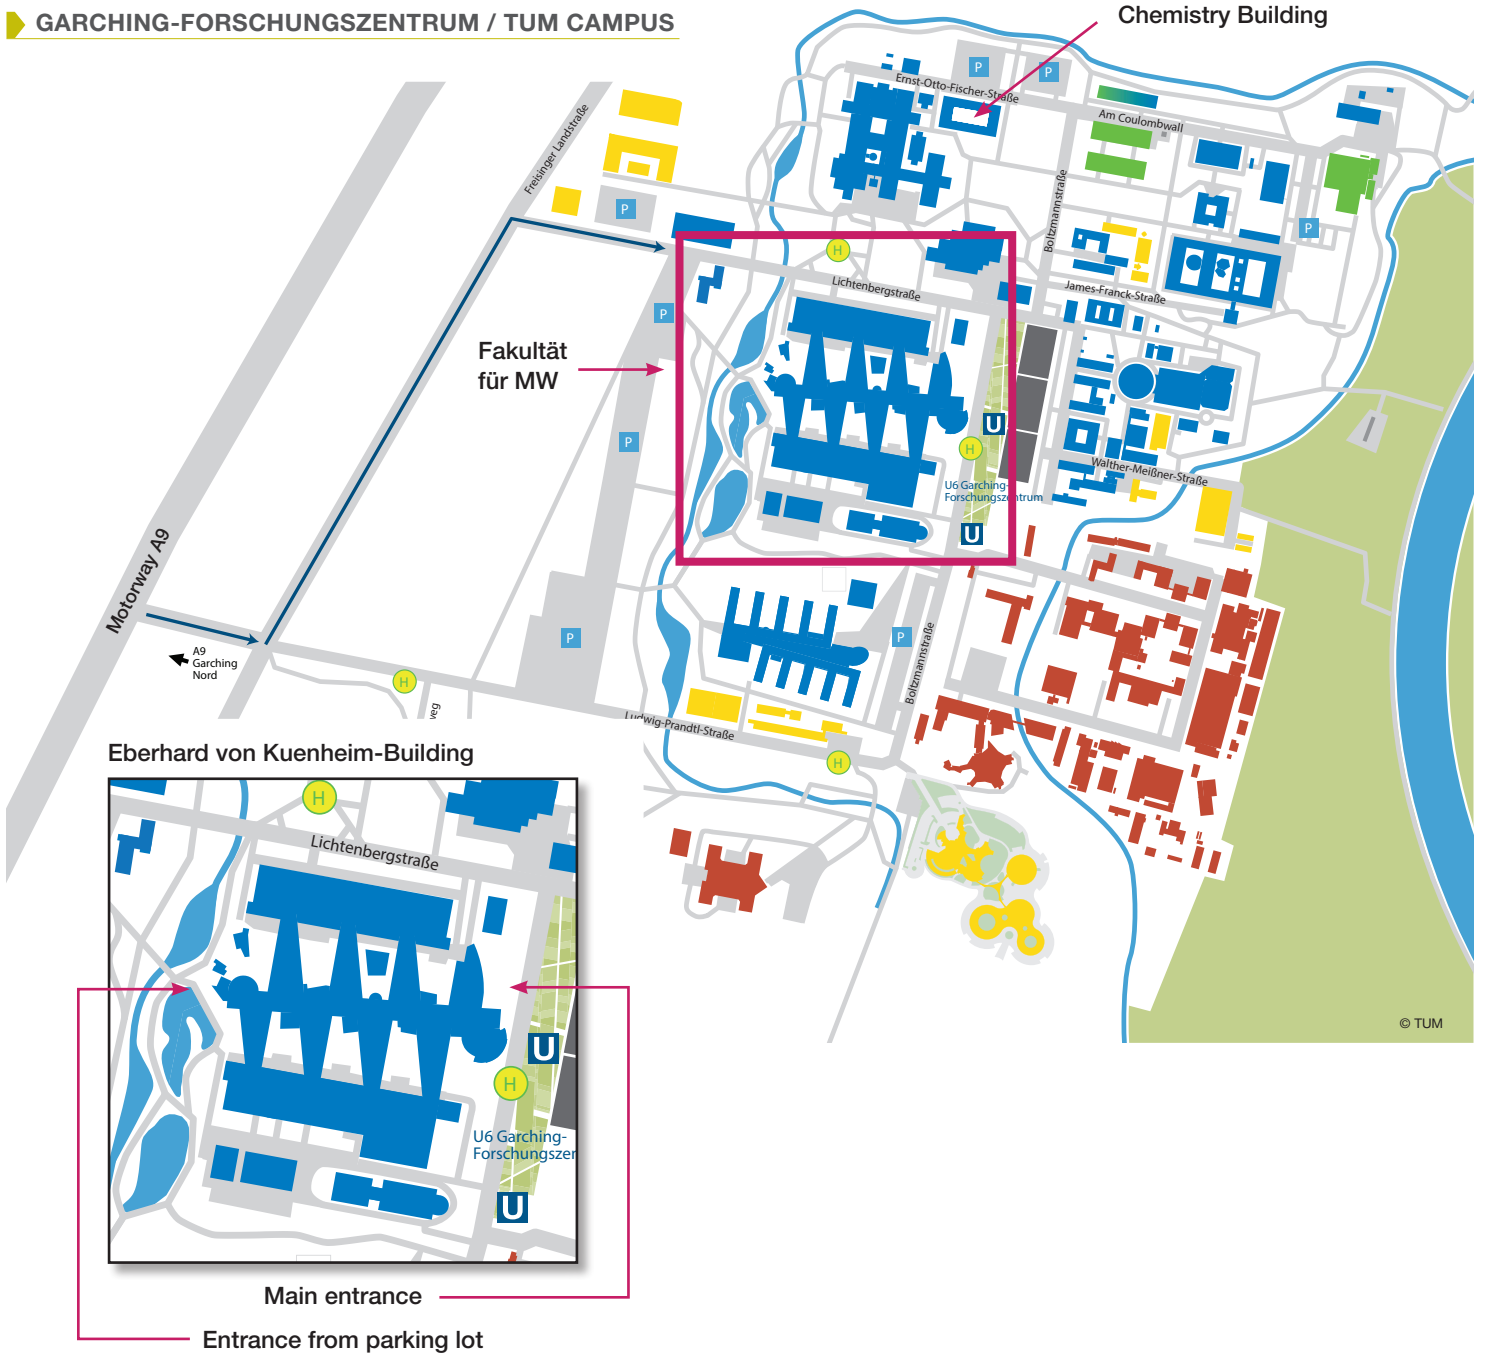 GARCHING-FORSCHUNGSZENTRUM / TUM CAMPUS
Chemistry Building
P
P
Ernst-Otto-Fischer-Straße
Am Coulombwall
Freisinger Landstraße
P
Boltzmannstraße
P
H
Lichtenbergstraße
James-Franck-Straße
P
Fakultät
für MW
U
P
H
Walther-Meißner-Straße
U6 Garching-
Forschungszentrum
U
Motorway A9
A9
Garching
Nord
P
P
Boltzmannstraße
H
weg
Ludwig-Prandtl-Straße
H
Eberhard von Kuenheim-Building
H
Lichtenbergstraße
U
H
U6 Garching-
Forschungszer
U
© TUM
Main entrance
Entrance from parking lot